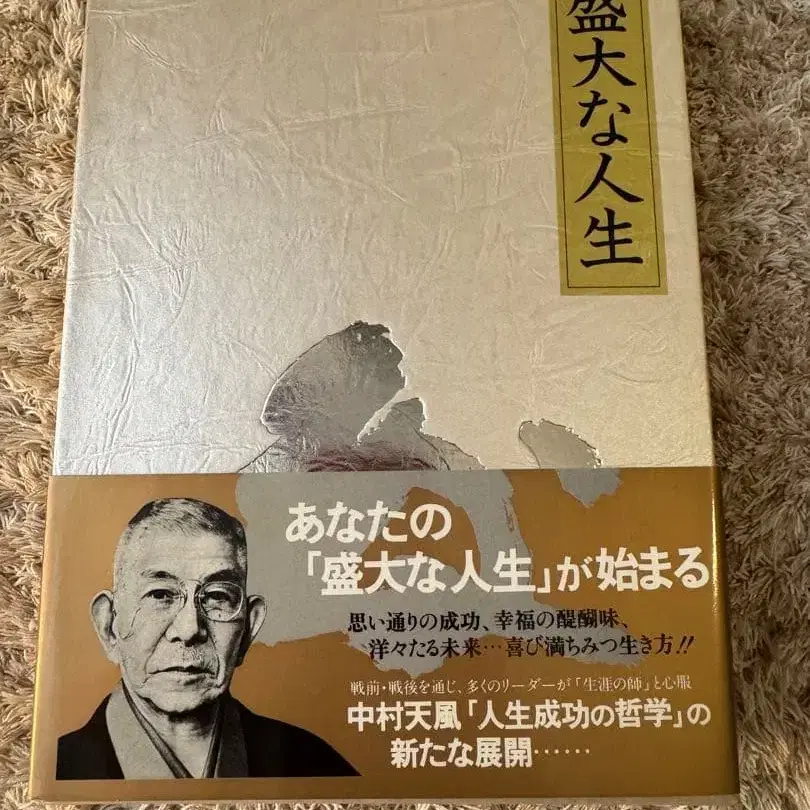 盛大な人生
あなたの
「盛大な人生」が始まる
思い通りの成功、幸福の醍醐味、
洋々たる未来…喜び満ちみつ生き方!!
戦前・戦後を通じ、多くのリーダーが「生涯の師」と心服
中村天風「人生成功の哲学」の
新たな展開……